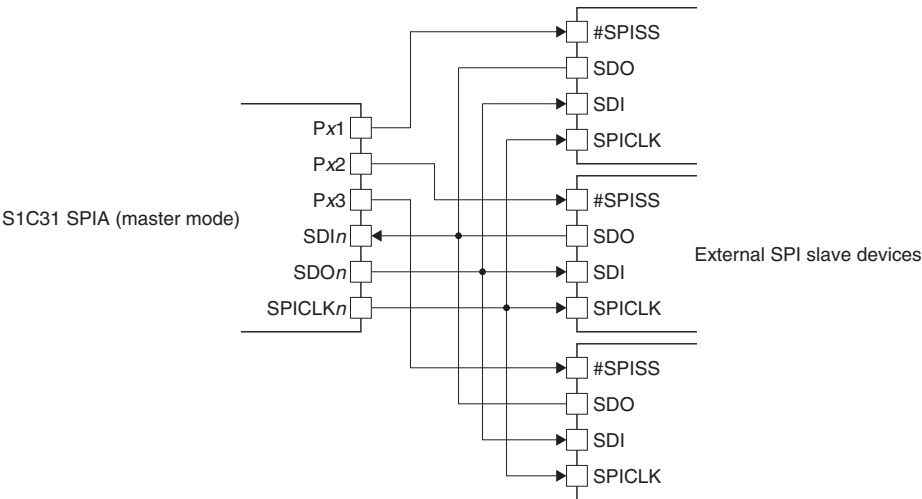 #SPISS
SDO
SDI
SPICLK
Px1
Px2
Px3
SDIn
SDOn
SPICLKn
S1C31 SPIA (master mode)
#SPISS
SDO
SDI
SPICLK
External SPI slave devices
#SPISS
SDO
SDI
SPICLK